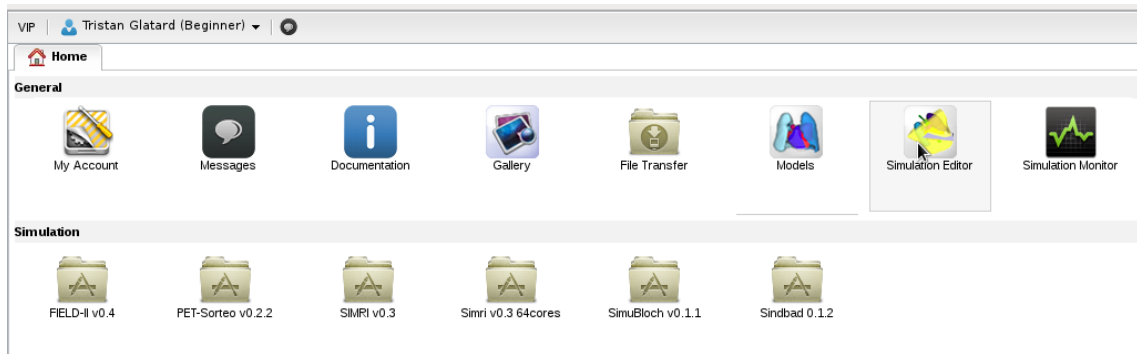 VIP Tristan Glatard (Beginner)
Home
General
My Account Messages Documentation Gallery File Transfer Models Simulation Editor Simulation Monitor
Simulation
FIELD-II v0.4 PET-Sorteo v0.2.2 SIMRI v0.3 Simri v0.3 64cores SimuBloch v0.1.1 Sindbad 0.1.2